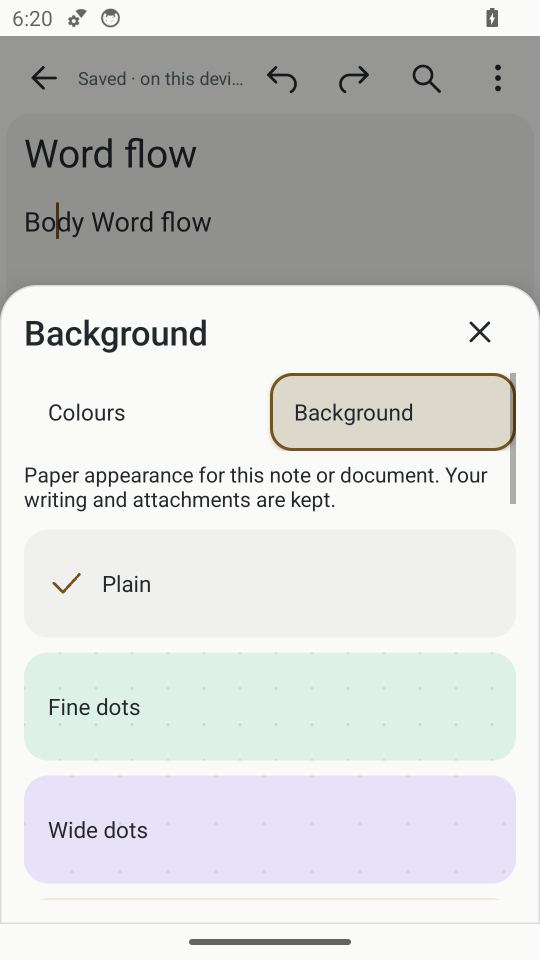 6:20
Saved · on this devi…
Word flow
Body Word flow
Background
Colours
Background
Paper appearance for this note or document. Your
writing and attachments are kept.
Plain
Fine dots
Wide dots